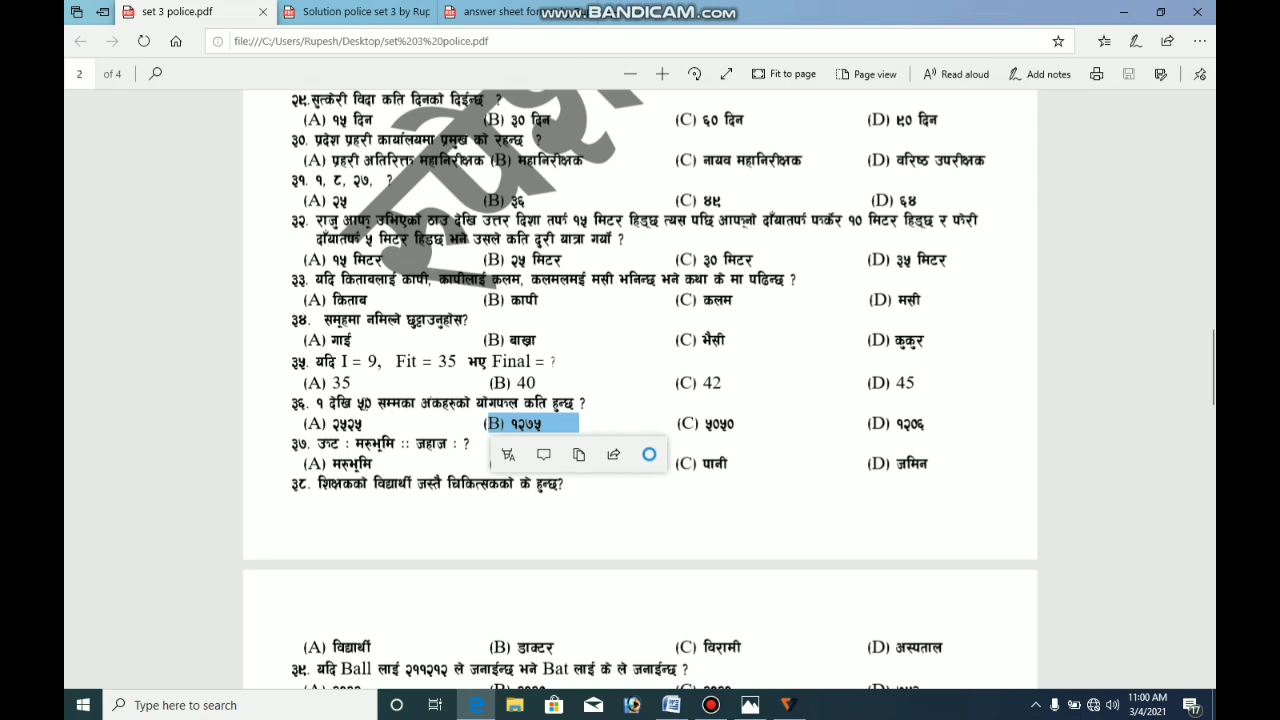 set 3 police.pdf
Solution police set 3 by Rup
answer sheet for
www.BANDICAM.com
file:///C:/Users/Rupesh/Desktop/set%203%20police.pdf
2 of 4
Fit to page
Page view
Read aloud
Add notes
२९.सुत्केरी विदा कति दिनको दिईन्छ ?
(A) १५ दिन (B) ३० दिन (C) ६० दिन (D) ९० दिन
३०. प्रदेश प्रहरी कार्यालयमा प्रमुख को रहन्छ ?
(A) प्रहरी अतिरिक्त महानिरीक्षक (B) महानिरीक्षक (C) नायव महानिरीक्षक (D) वरिष्ठ उपरीक्षक
३१. १, ८, २७, ?
(A) २५ (B) ३६ (C) ४९ (D) ६४
३२. राजु आफु उभिएको ठाउ देखि उत्तर दिशा तर्फ १५ मिटर हिड्छ त्यस पछि आफ्नो दाँयातर्फ फर्केर १० मिटर हिड्छ र फेरी
दाँयातर्फ ५ मिटर हिड्छ भने उसले कति दुरी यात्रा गर्यो ?
(A) १५ मिटर (B) २५ मिटर (C) ३० मिटर (D) ३५ मिटर
३३. यदि किताबलाई कापी, कापीलाई कलम, कलमलमई मसी भनिन्छ भने कथा के मा पढिन्छ ?
(A) किताब (B) कापी (C) कलम (D) मसी
३४. समूहमा नमिल्ने छुट्टाउनुहोस?
(A) गाई (B) बाख्रा (C) भैसी (D) कुकुर
३५. यदि I = 9, Fit = 35 भए Final = ?
(A) 35 (B) 40 (C) 42 (D) 45
३६. १ देखि ५० सम्मका अंकहरुको योगफल कति हुन्छ ?
(A) २५२५ (B) १२७५ (C) ५०५० (D) १२०६
३७. उन्ट : मरुभूमि :: जहाज : ?
(A) मरुभूमि (C) पानी (D) जमिन
३८. शिक्षकको विद्यार्थी जस्तै चिकित्सकको के हुन्छ?
(A) विद्यार्थी (B) डाक्टर (C) विरामी (D) अस्पताल
३९. यदि Ball लाई २११२१२ ले जनाईन्छ भने Bat लाई के ले जनाईन्छ ?
Type here to search
11:00 AM
3/4/2021
17